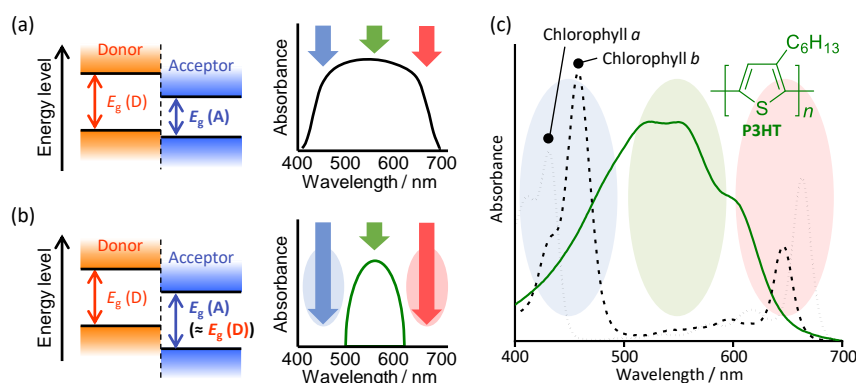 (a)
Energy level
Donor
Acceptor
Eg (D)
Eg (A)
Absorbance
400 500 600 700
Wavelength / nm
(b)
Energy level
Donor
Acceptor
Eg (D)
Eg (A)
(≈ Eg (D))
Absorbance
400 500 600 700
Wavelength / nm
(c)
Chlorophyll a
Chlorophyll b
C6H13
S
n
P3HT
Absorbance
400 500 600 700
Wavelength / nm